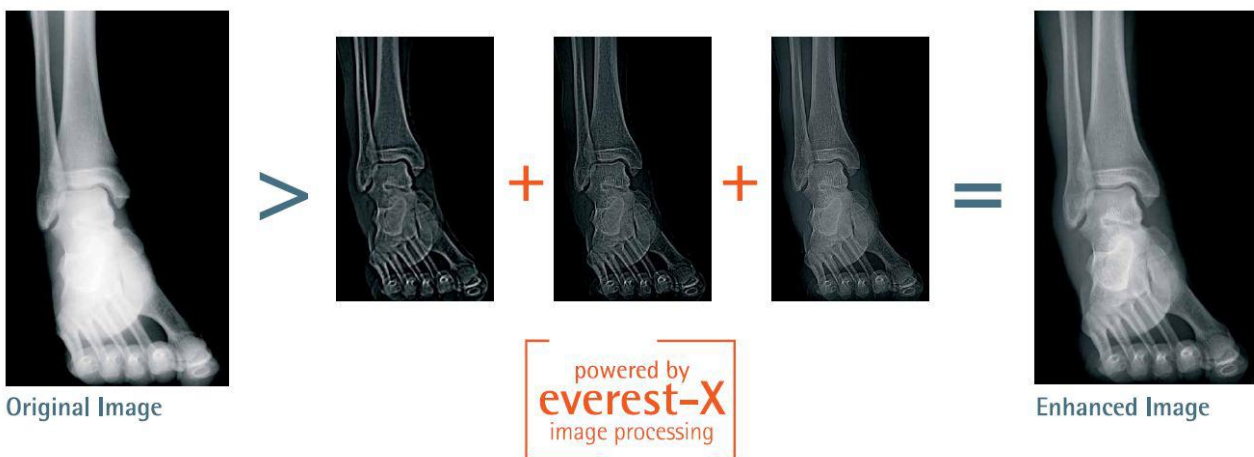 > + + =
Original Image
powered by
everest-X
image processing
Enhanced Image